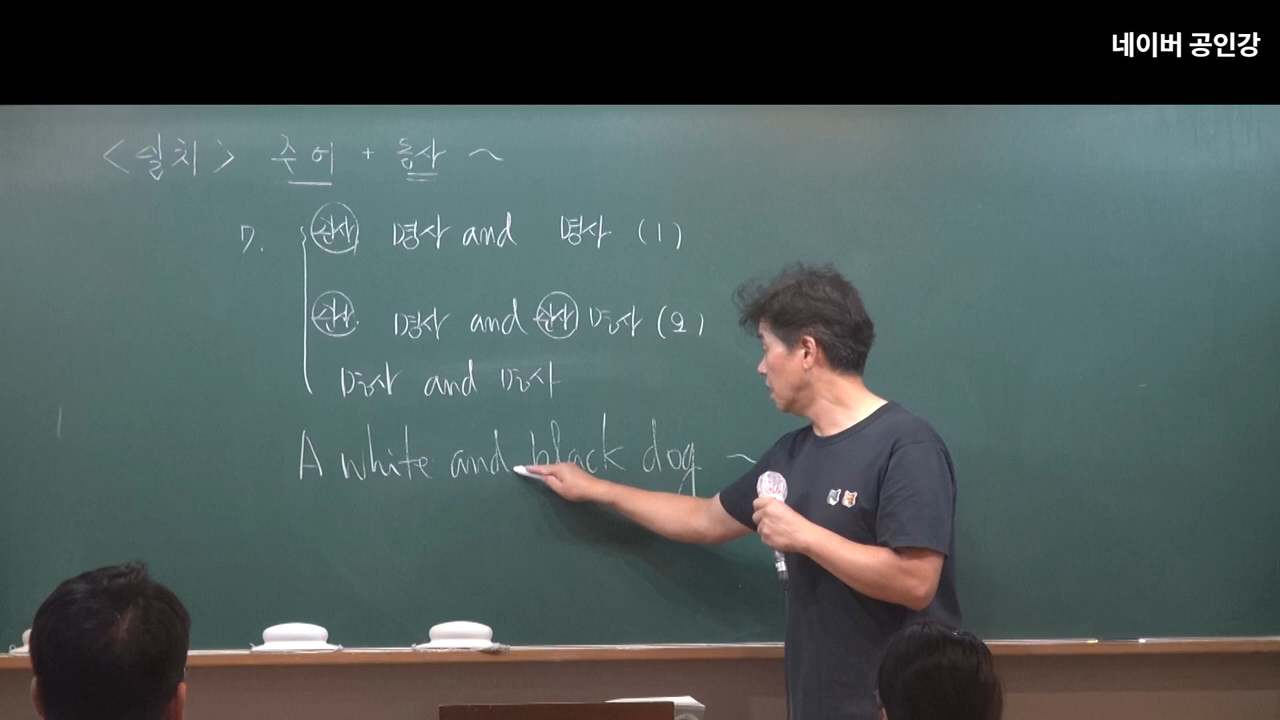 네이버 공인강
<일치> 주어 + 동사 ~
7. 관사 명사 and 명사 (1)
관사 명사 and 관사 명사 (2)
명사 and 명사
A white and black dog ~